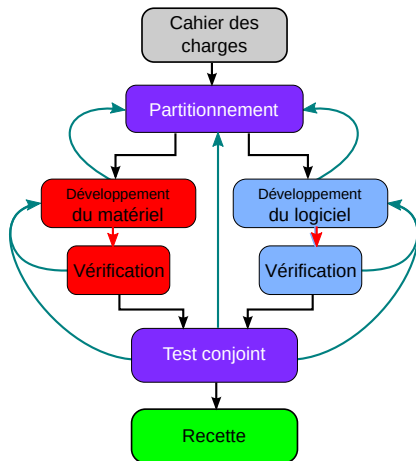 Cahier des
charges
Partitionnement
Développement
du matériel
Développement
du logiciel
Vérification
Vérification
Test conjoint
Recette